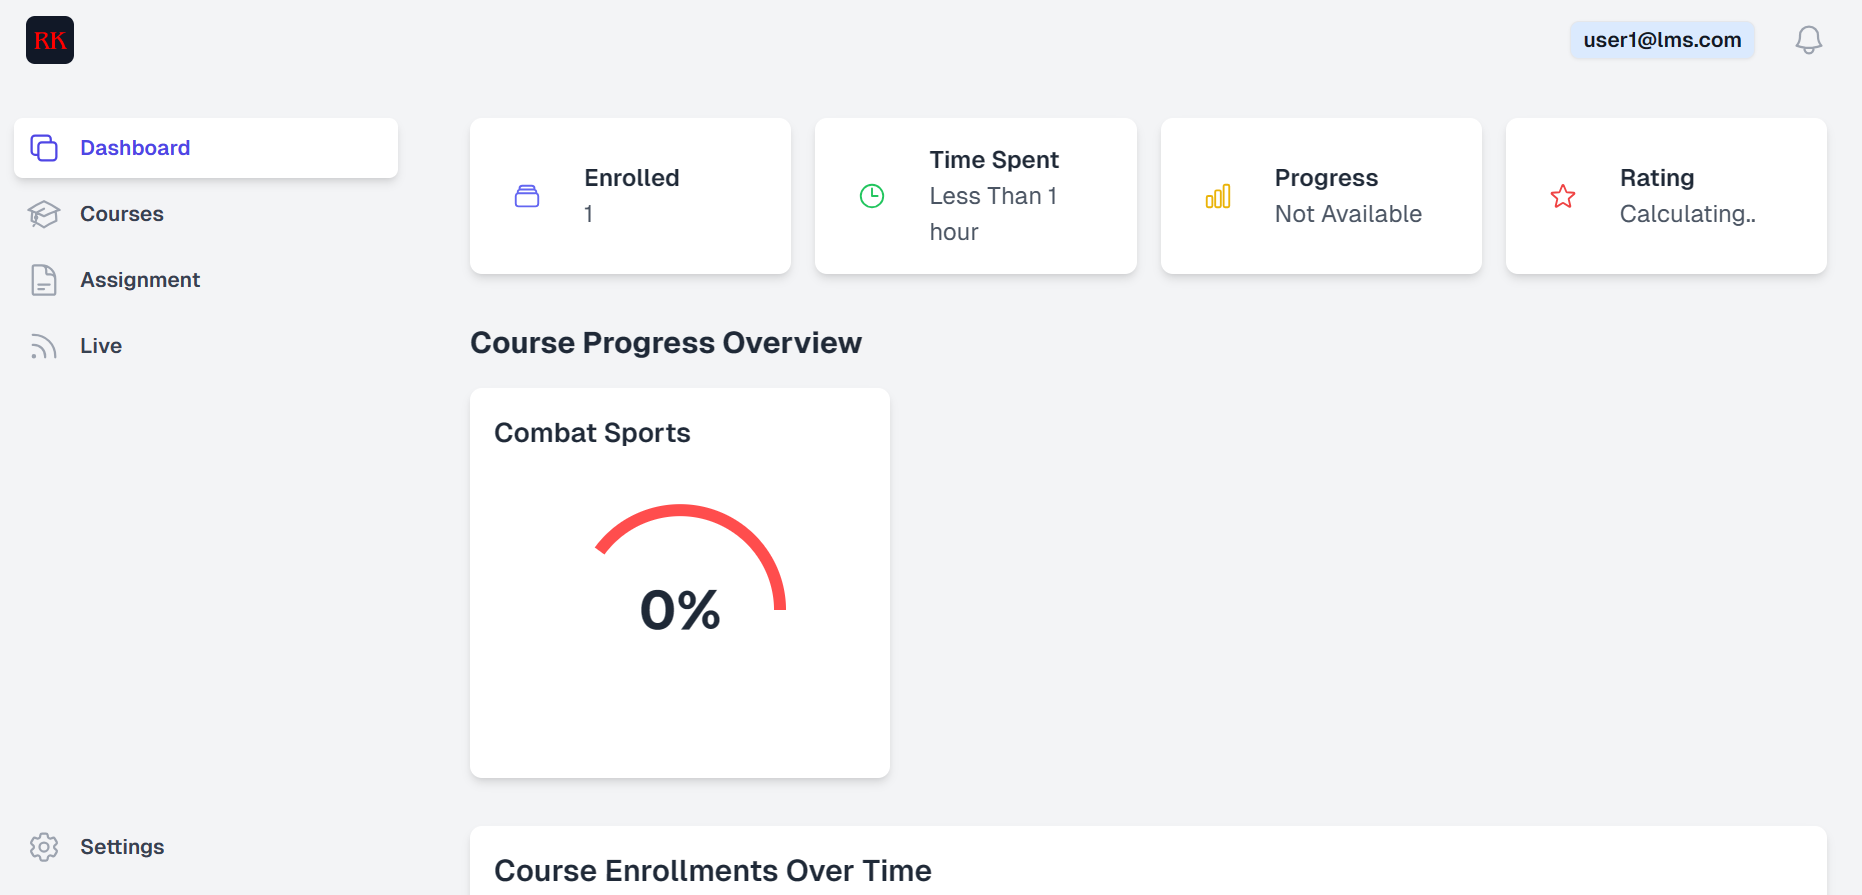 RK
user1@lms.com
Dashboard
Courses
Assignment
Live
Settings
Enrolled
1
Time Spent
Less Than 1
hour
Progress
Not Available
Rating
Calculating..
Course Progress Overview
Combat Sports
0%
Course Enrollments Over Time